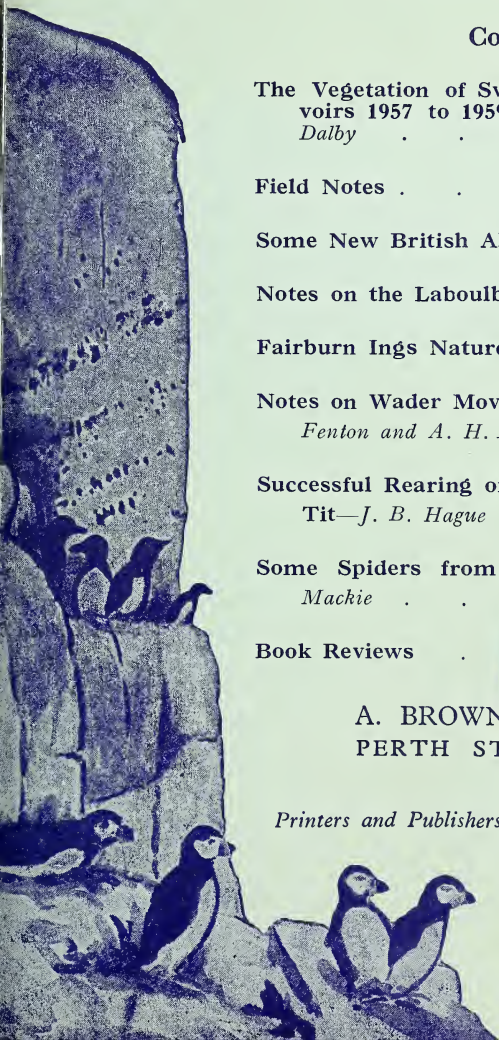 Co
The Vegetation of Sv
voirs 1957 to 195
Dalby . .
Field Notes . .
Some New British A
Notes on the Laboulb
Fairburn Ings Nature
Notes on Wader Mov
Fenton and A. H.
Successful Rearing o
Tit—J. B. Hague
Some Spiders from
Mackie . .
Book Reviews .
A. BROWN
PERTH ST
Printers and Publishers